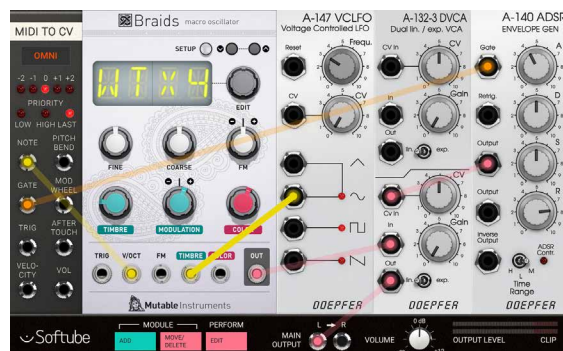 MIDI TO CV
OMNI
-2 -1 0 +1 +2
PRIORITY
LOW HIGH LAST
NOTE
PITCH BEND
GATE
MOD WHEEL
TRIG
AFTER TOUCH
VELO-CITY
VOL
Braids macro oscillator
SETUP
WTX4
EDIT
FINE
COARSE
FM
TIMBRE
MODULATION
TRIG
V/OCT
FM
TIMBRE
COLOR
OUT
Mutable Instruments
A-147 VCLFO
Voltage Controlled LFO
Reset
Frequ.
CV
CV
DOEPFER
A-132-3 DVCA
Dual lin. / exp. VCA
CV In
CV
In
Gain
Out
lin.
exp.
CV
CV In
In
Gain
Out
lin.
exp.
DOEPFER
A-140 ADSR
ENVELOPE GEN
Gate
A
Retrig.
D
Output
S
Output
R
Inverse
Output
ADSR
Contr.
H
M
L
Time
Range
DOEPFER
Softube
MODULE
PERFORM
ADD
MOVE/
DELETE
EDIT
MAIN
OUTPUT
L
R
VOLUME
0 dB
OUTPUT LEVEL
CLIP